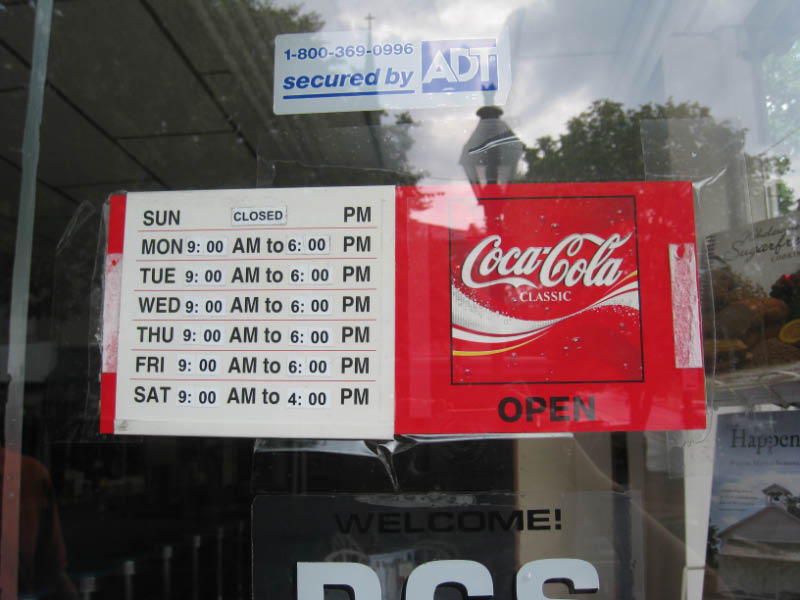 1-800-369-0996
secured by ADT
SUN CLOSED PM
MON 9:00 AM to 6:00 PM
TUE 9:00 AM to 6:00 PM
WED 9:00 AM to 6:00 PM
THU 9:00 AM to 6:00 PM
FRI 9:00 AM to 6:00 PM
SAT 9:00 AM to 4:00 PM
Coca-Cola
CLASSIC
OPEN
Sugarfree
Happen
WELCOME!